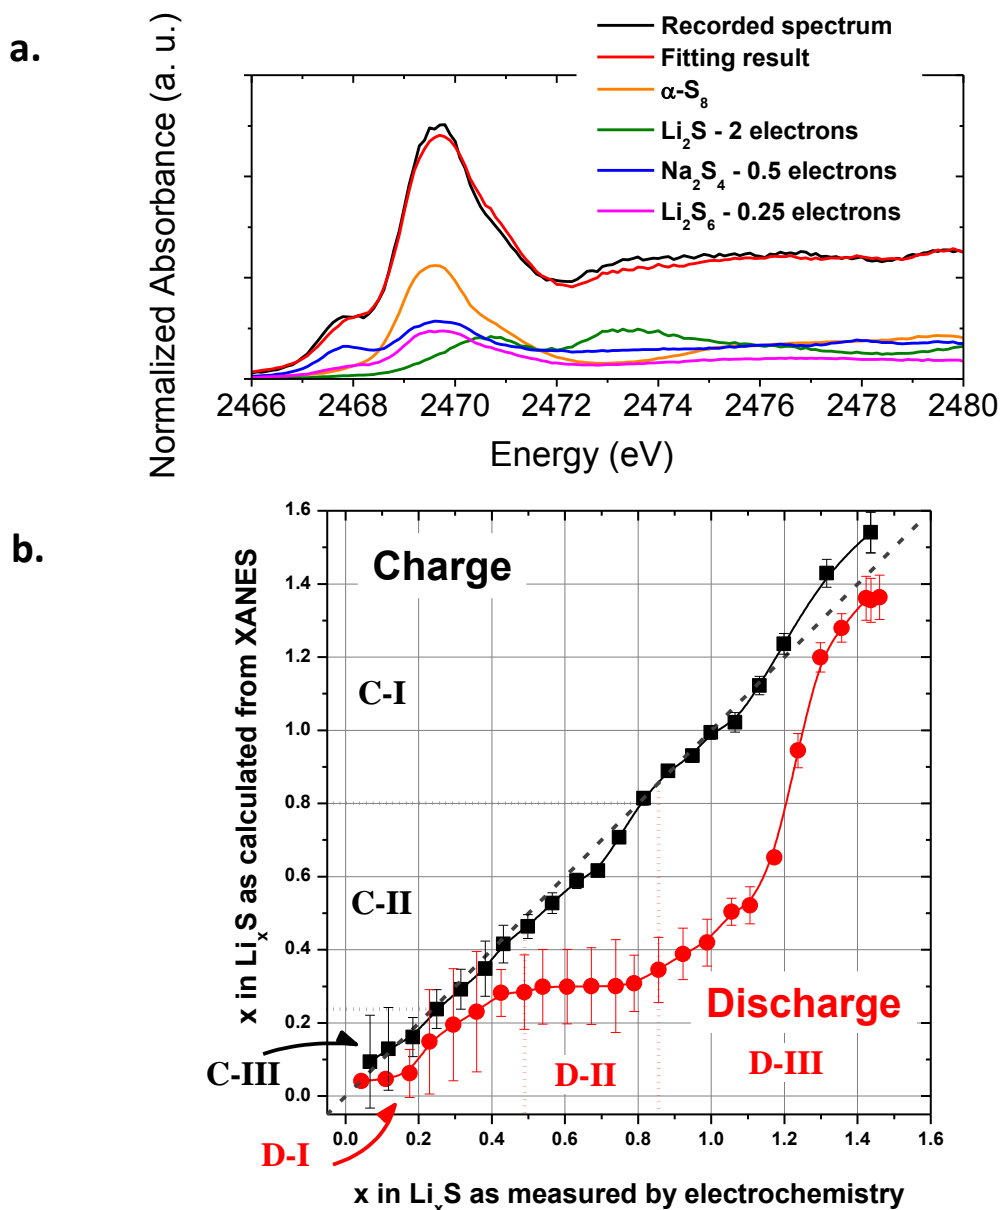 a.
Normalized Absorbance (a. u.)
Recorded spectrum
Fitting result
α-S₈
Li₂S - 2 electrons
Na₂S₄ - 0.5 electrons
Li₂S₆ - 0.25 electrons
2466 2468 2470 2472 2474 2476 2478 2480
Energy (eV)
b.
x in LiₓS as calculated from XANES
1.6
1.4
1.2
1.0
0.8
0.6
0.4
0.2
0.0
Charge
C-I
C-II
C-III
Discharge
D-I
D-II
D-III
0.0 0.2 0.4 0.6 0.8 1.0 1.2 1.4 1.6
x in LiₓS as measured by electrochemistry